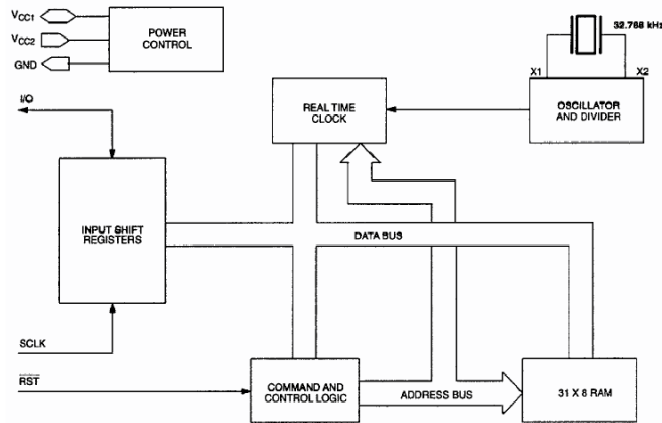 VCC1
VCC2
GND
POWER
CONTROL
32.768 kHz
X1
X2
OSCILLATOR
AND DIVIDER
I/O
REAL TIME
CLOCK
INPUT SHIFT
REGISTERS
DATA BUS
SCLK
RST
COMMAND AND
CONTROL LOGIC
ADDRESS BUS
31 X 8 RAM